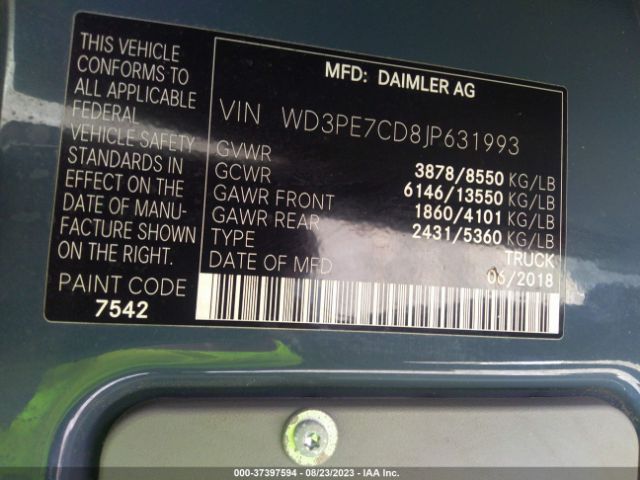 THIS VEHICLE
CONFORMS TO
ALL APPLICABLE
FEDERAL
VEHICLE SAFETY
STANDARDS IN
EFFECT ON THE
DATE OF MANU-
FACTURE SHOWN
ON THE RIGHT.
PAINT CODE
7542
MFD: DAIMLER AG
VIN WD3PE7CD8JP631993
GVWR 3878/8550 KG/LB
GCWR 6146/13550 KG/LB
GAWR FRONT 1860/4101 KG/LB
GAWR REAR 2431/5360 KG/LB
TYPE TRUCK
DATE OF MFD 06/2018
000-37397594 - 08/23/2023 - IAA Inc.